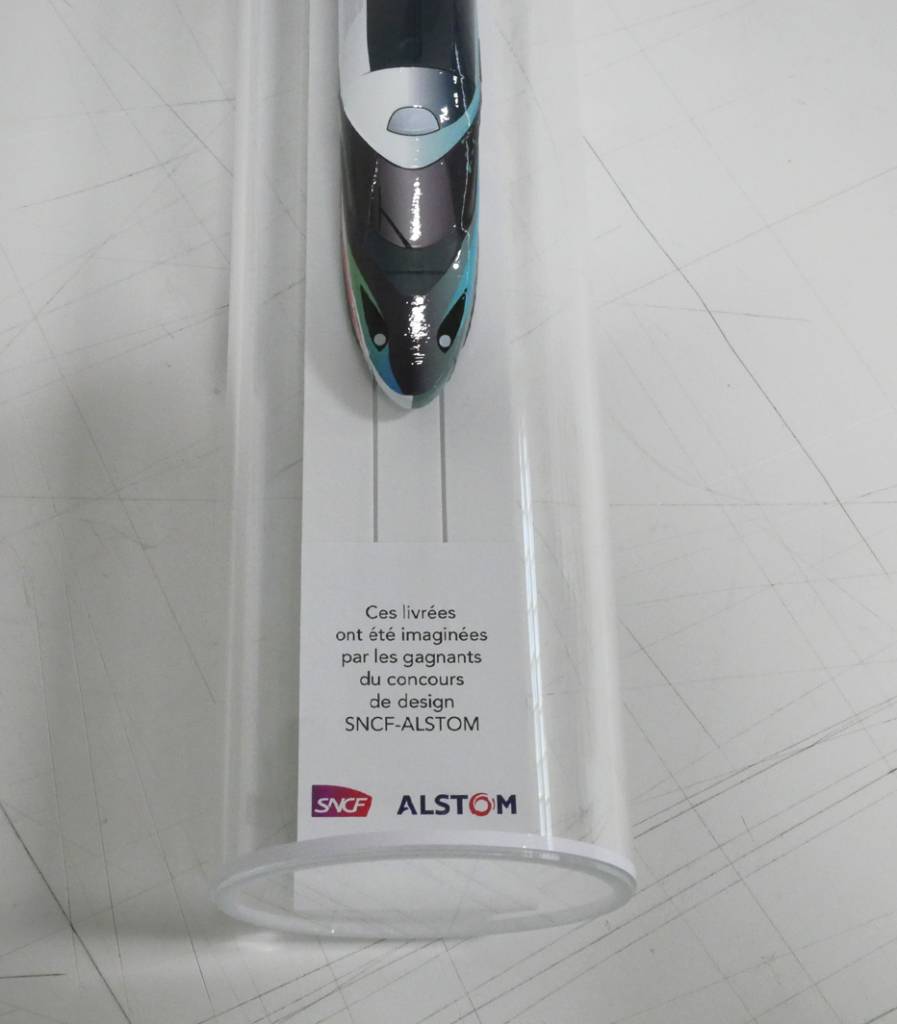 Ces livrées
ont été imaginées
par les gagnants
du concours
de design
SNCF-ALSTOM
SNCF ALSTOM